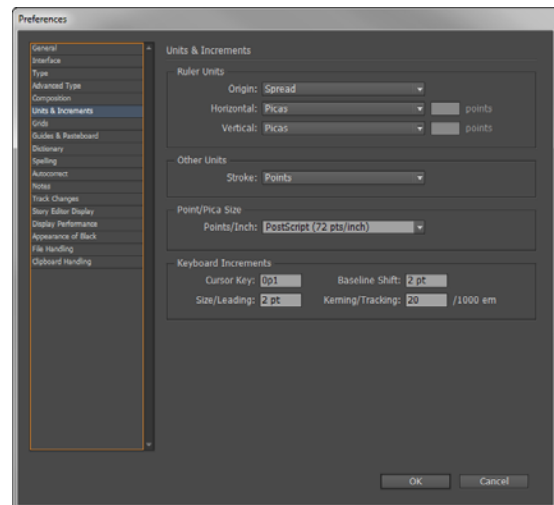 Preferences
General
Interface
Type
Advanced Type
Composition
Units & Increments
Grids
Guides & Pasteboard
Dictionary
Spelling
Autocorrect
Notes
Track Changes
Story Editor Display
Display Performance
Appearance of Black
File Handling
Clipboard Handling
Units & Increments
Ruler Units
Origin: Spread
Horizontal: Picas points
Vertical: Picas points
Other Units
Stroke: Points
Point/Pica Size
Points/Inch: PostScript (72 pts/inch)
Keyboard Increments
Cursor Key: 0p1 Baseline Shift: 2 pt
Size/Leading: 2 pt Kerning/Tracking: 20 /1000 em
OK Cancel